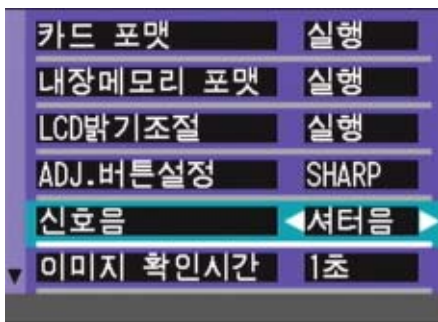 카드 포맷 실행
내장메모리 포맷 실행
LCD밝기조절 실행
ADJ.버튼설정 SHARP
신호음 셔터음
이미지 확인시간 1초